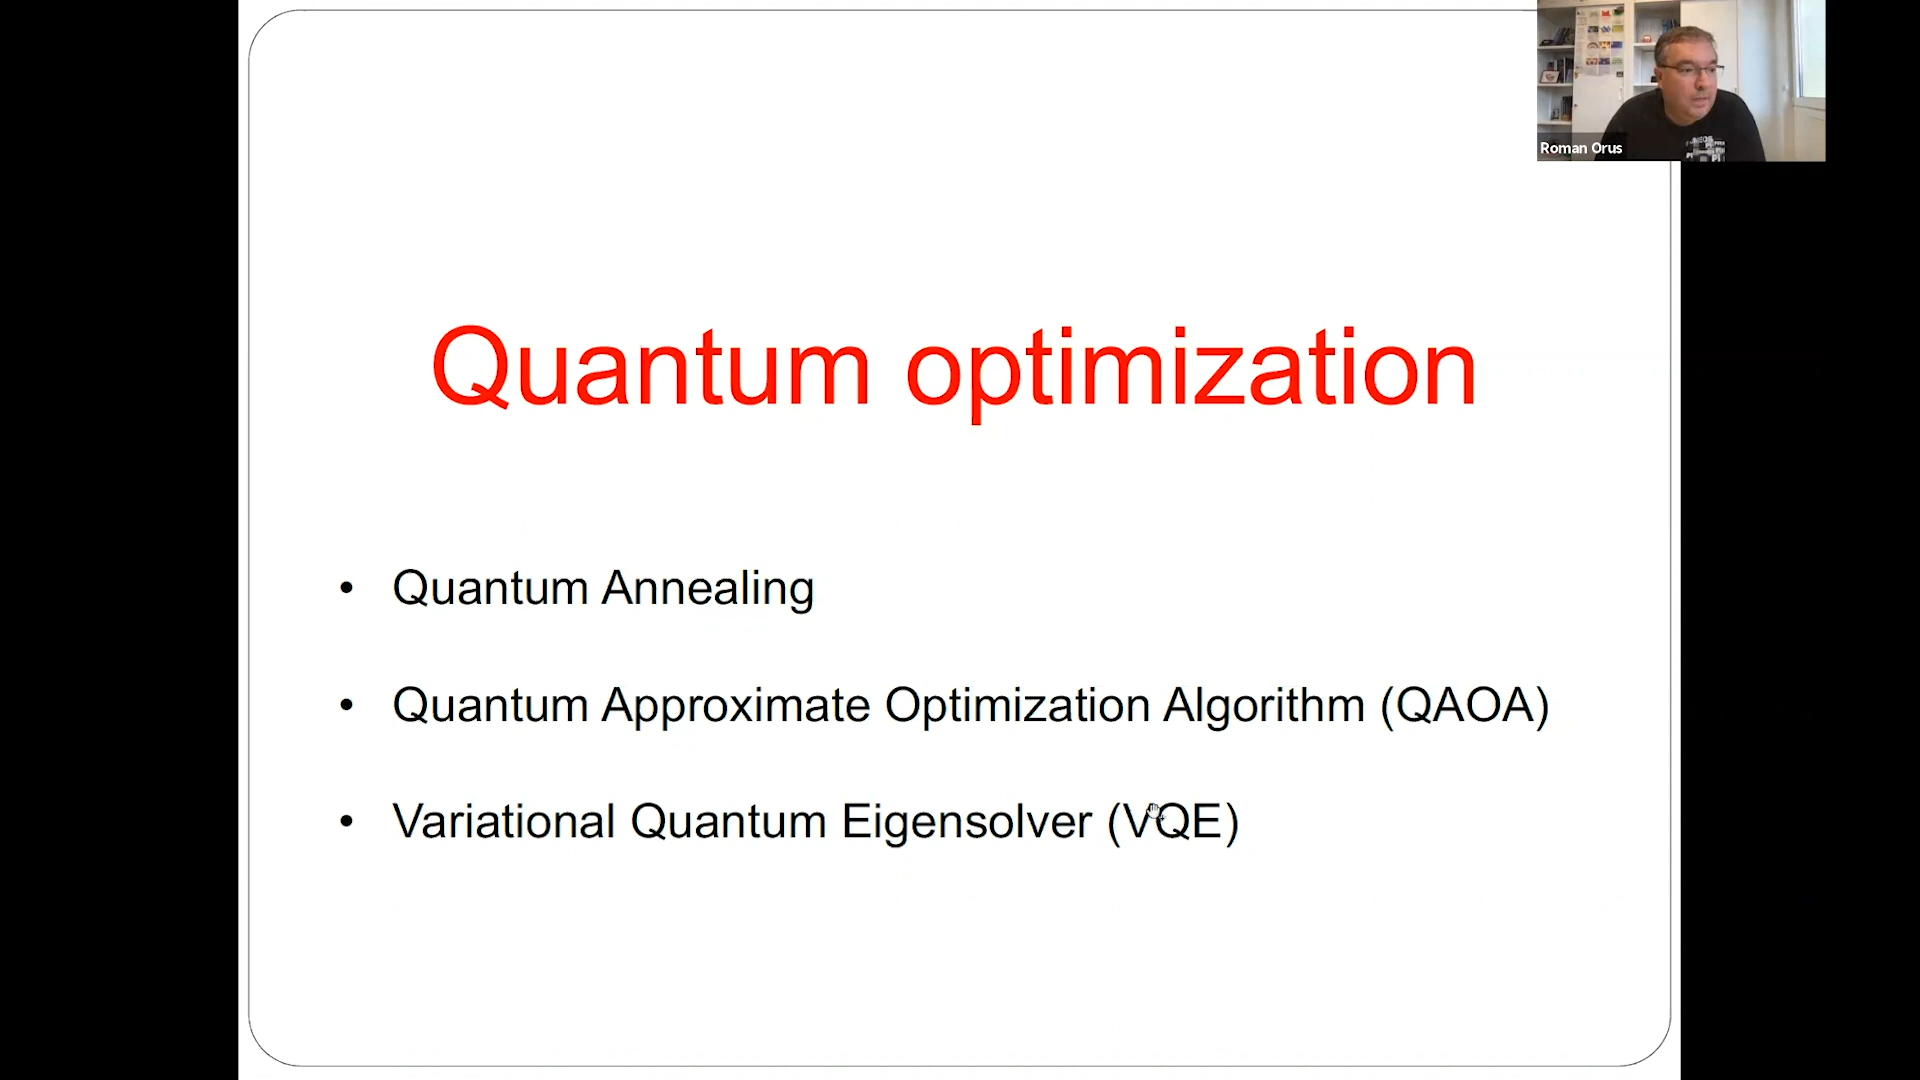 Quantum optimization
• Quantum Annealing
• Quantum Approximate Optimization Algorithm (QAOA)
• Variational Quantum Eigensolver (VQE)
Roman Orus